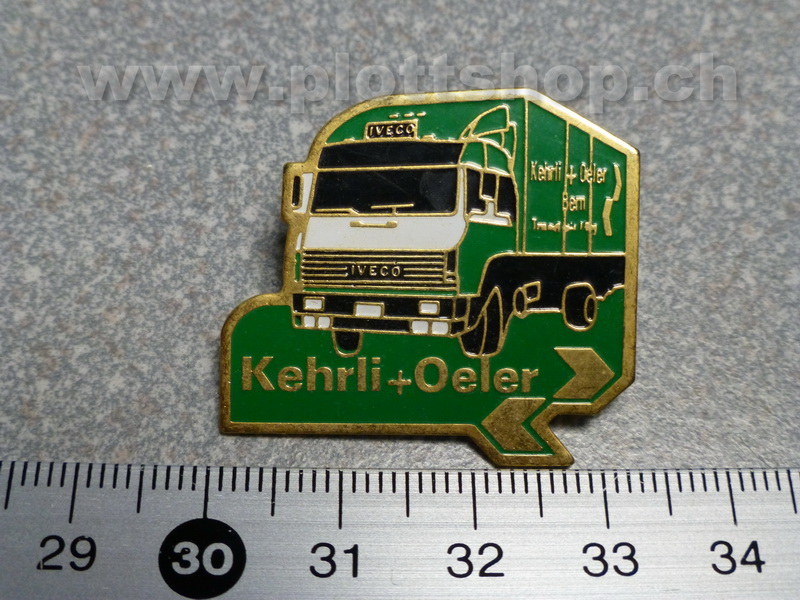 www.plottshop.ch
IVECO
Kehrli + Oeler
Bern
IVECO
Kehrli+Oeler
29 30 31 32 33 34